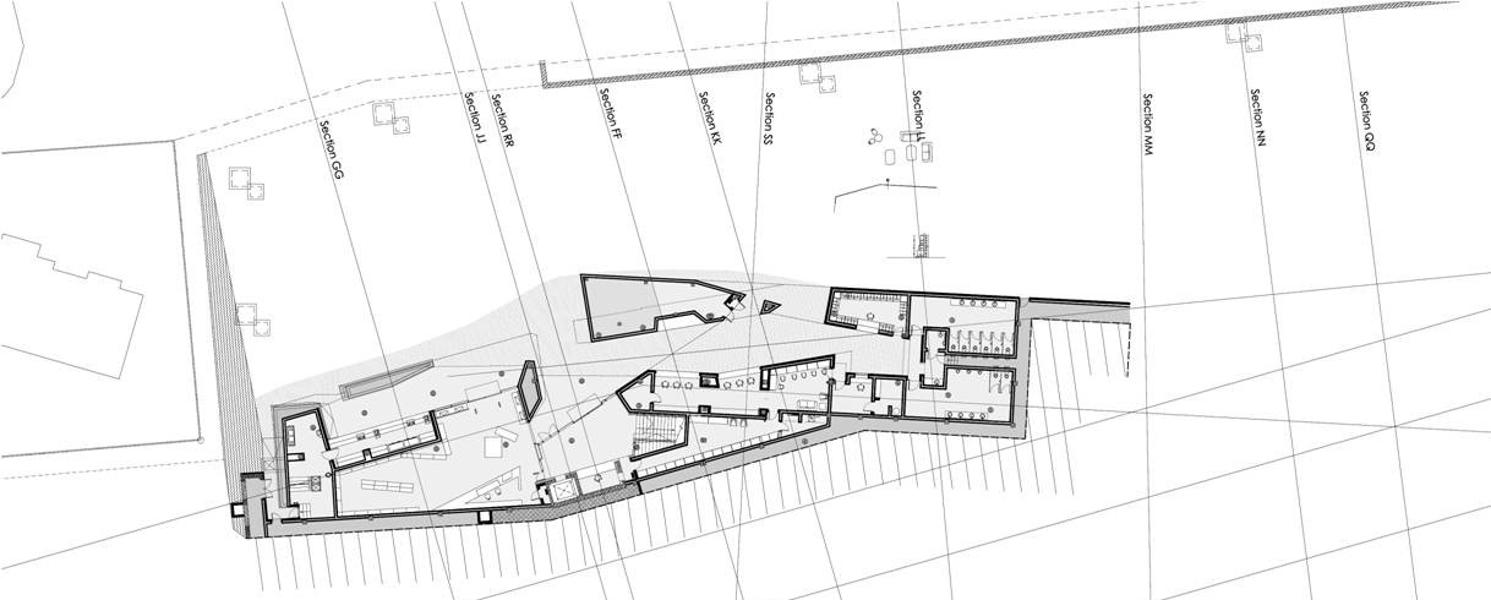 Section GG
Section JJ
Section RR
Section FF
Section KK
Section SS
Section LL
Section MM
Section NN
Section QQ